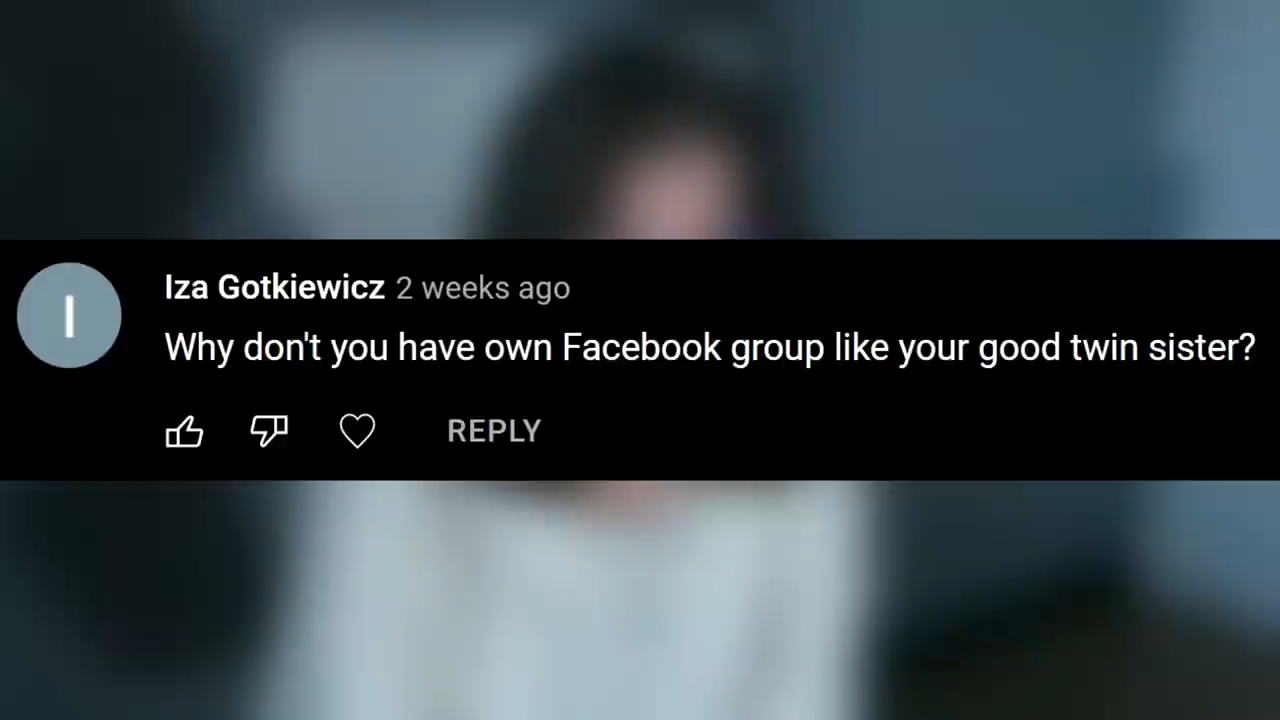 I
Iza Gotkiewicz 2 weeks ago
Why don't you have own Facebook group like your good twin sister?
REPLY